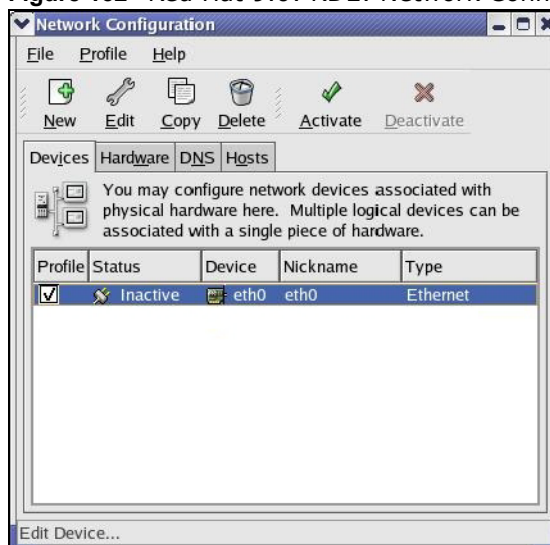 Network Configuration
File Profile Help
New Edit Copy Delete Activate Deactivate
Devices Hardware DNS Hosts
You may configure network devices associated with
physical hardware here. Multiple logical devices can be
associated with a single piece of hardware.
Profile Status Device Nickname Type
Inactive eth0 eth0 Ethernet
Edit Device...